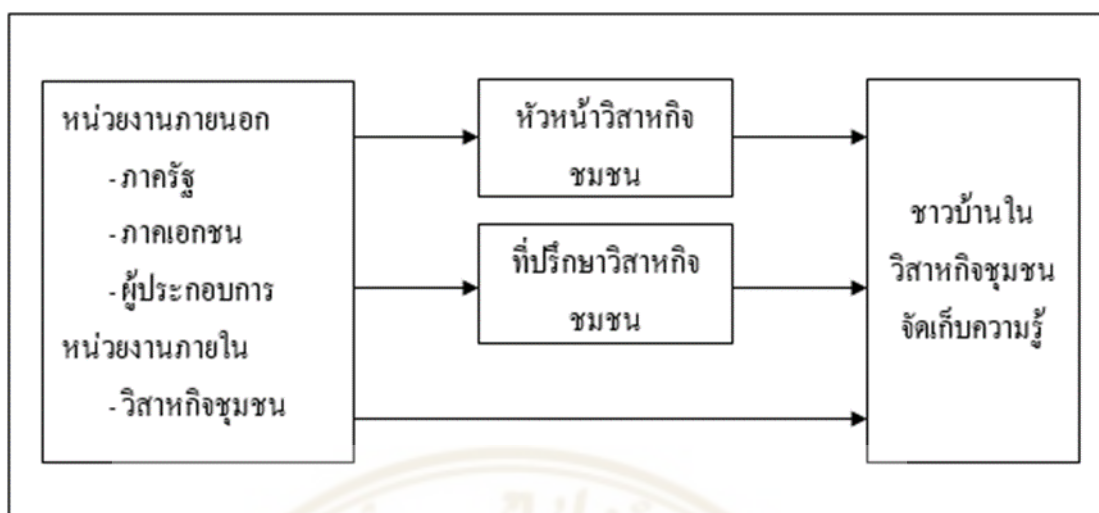 หน่วยงานภายนอก
- ภาครัฐ
- ภาคเอกชน
- ผู้ประกอบการ
หน่วยงานภายใน
- วิสาหกิจชุมชน
หัวหน้าวิสาหกิจ
ชมชน
ที่ปรึกษาวิสาหกิจ
ชมชน
ชาวบ้านใน
วิสาหกิจชุมชน
จัดเก็บความรู้